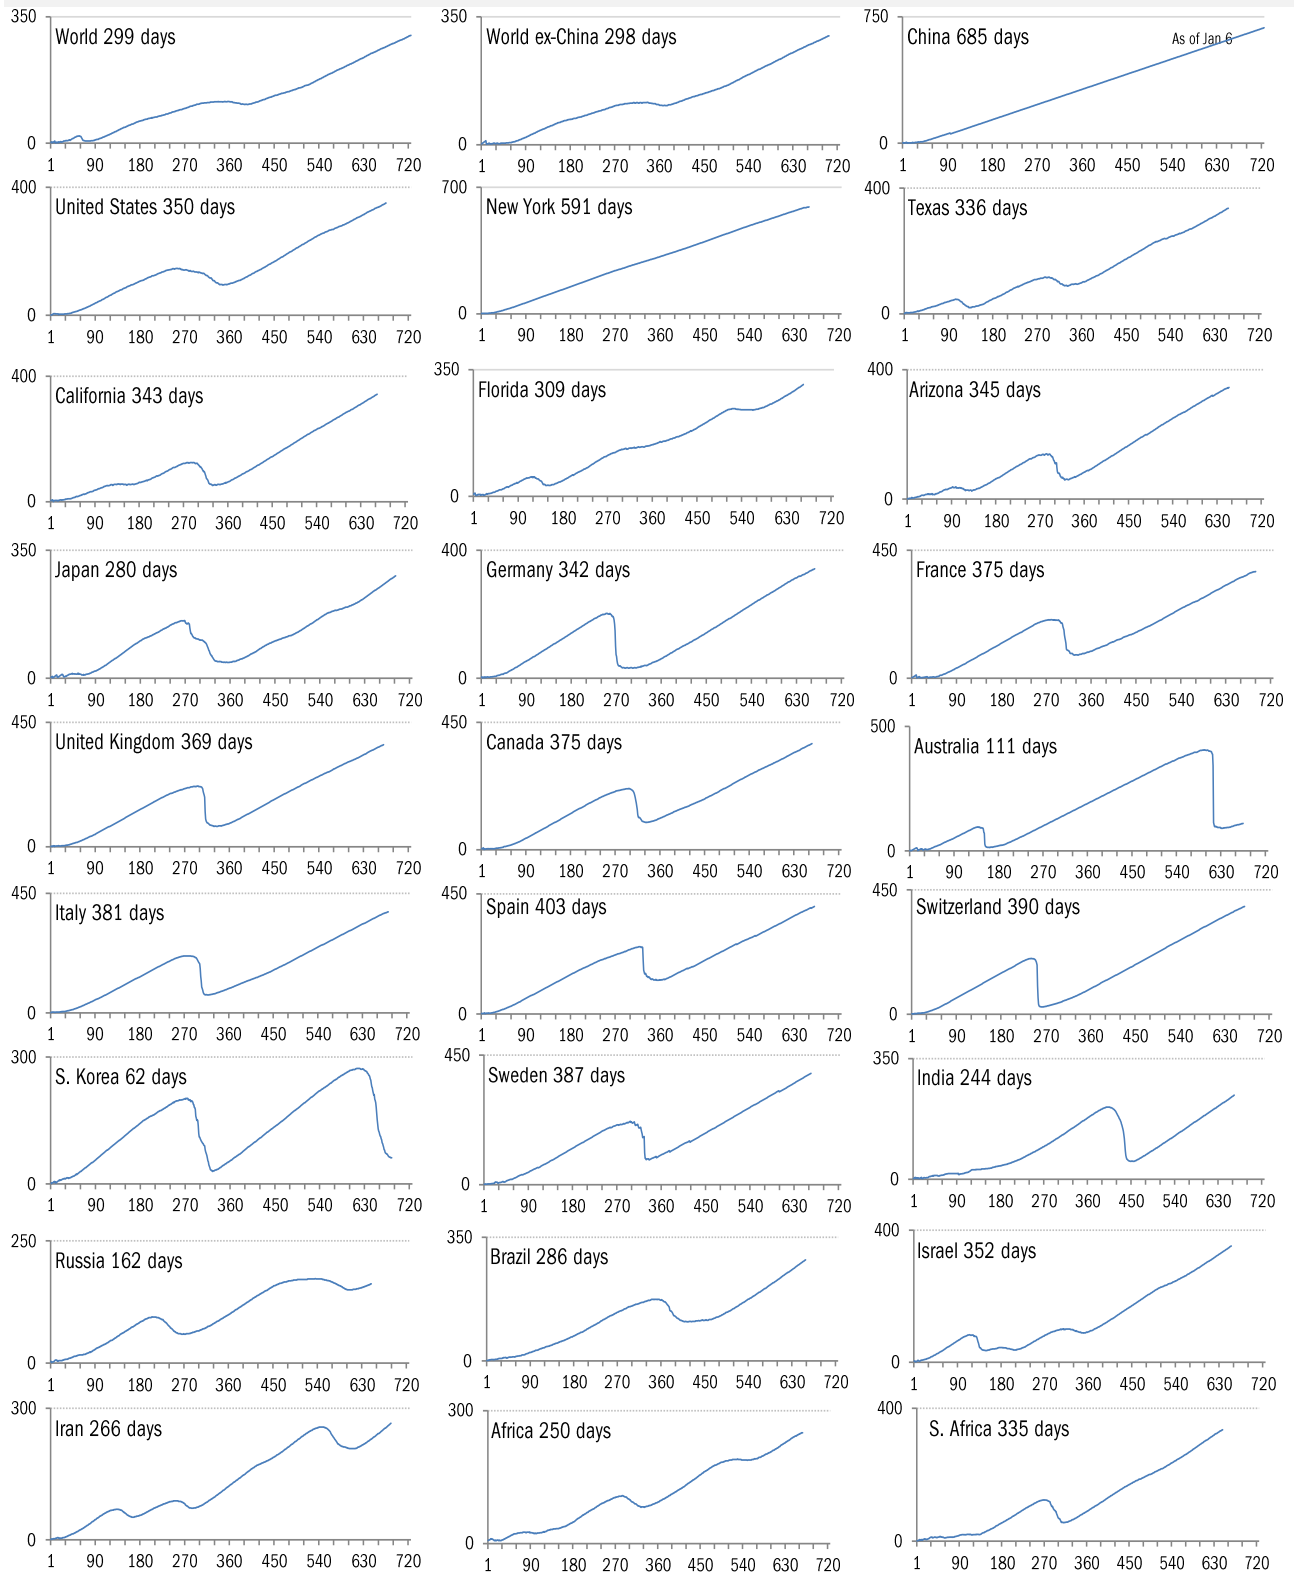 350
World 299 days
0
1 90 180 270 360 450 540 630 720
350
World ex-China 298 days
0
1 90 180 270 360 450 540 630 720
750
China 685 days
As of Jan 6
0
1 90 180 270 360 450 540 630 720
400
United States 350 days
0
1 90 180 270 360 450 540 630 720
700
New York 591 days
0
1 90 180 270 360 450 540 630 720
400
Texas 336 days
0
1 90 180 270 360 450 540 630 720
400
California 343 days
0
1 90 180 270 360 450 540 630 720
350
Florida 309 days
0
1 90 180 270 360 450 540 630 720
400
Arizona 345 days
0
1 90 180 270 360 450 540 630 720
350
Japan 280 days
0
1 90 180 270 360 450 540 630 720
400
Germany 342 days
0
1 90 180 270 360 450 540 630 720
450
France 375 days
0
1 90 180 270 360 450 540 630 720
450
United Kingdom 369 days
0
1 90 180 270 360 450 540 630 720
450
Canada 375 days
0
1 90 180 270 360 450 540 630 720
500
Australia 111 days
0
1 90 180 270 360 450 540 630 720
450
Italy 381 days
0
1 90 180 270 360 450 540 630 720
450
Spain 403 days
0
1 90 180 270 360 450 540 630 720
450
Switzerland 390 days
0
1 90 180 270 360 450 540 630 720
300
S. Korea 62 days
0
1 90 180 270 360 450 540 630 720
450
Sweden 387 days
0
1 90 180 270 360 450 540 630 720
350
India 244 days
0
1 90 180 270 360 450 540 630 720
250
Russia 162 days
0
1 90 180 270 360 450 540 630 720
350
Brazil 286 days
0
1 90 180 270 360 450 540 630 720
400
Israel 352 days
0
1 90 180 270 360 450 540 630 720
300
Iran 266 days
0
1 90 180 270 360 450 540 630 720
300
Africa 250 days
0
1 90 180 270 360 450 540 630 720
400
S. Africa 335 days
0
1 90 180 270 360 450 540 630 720